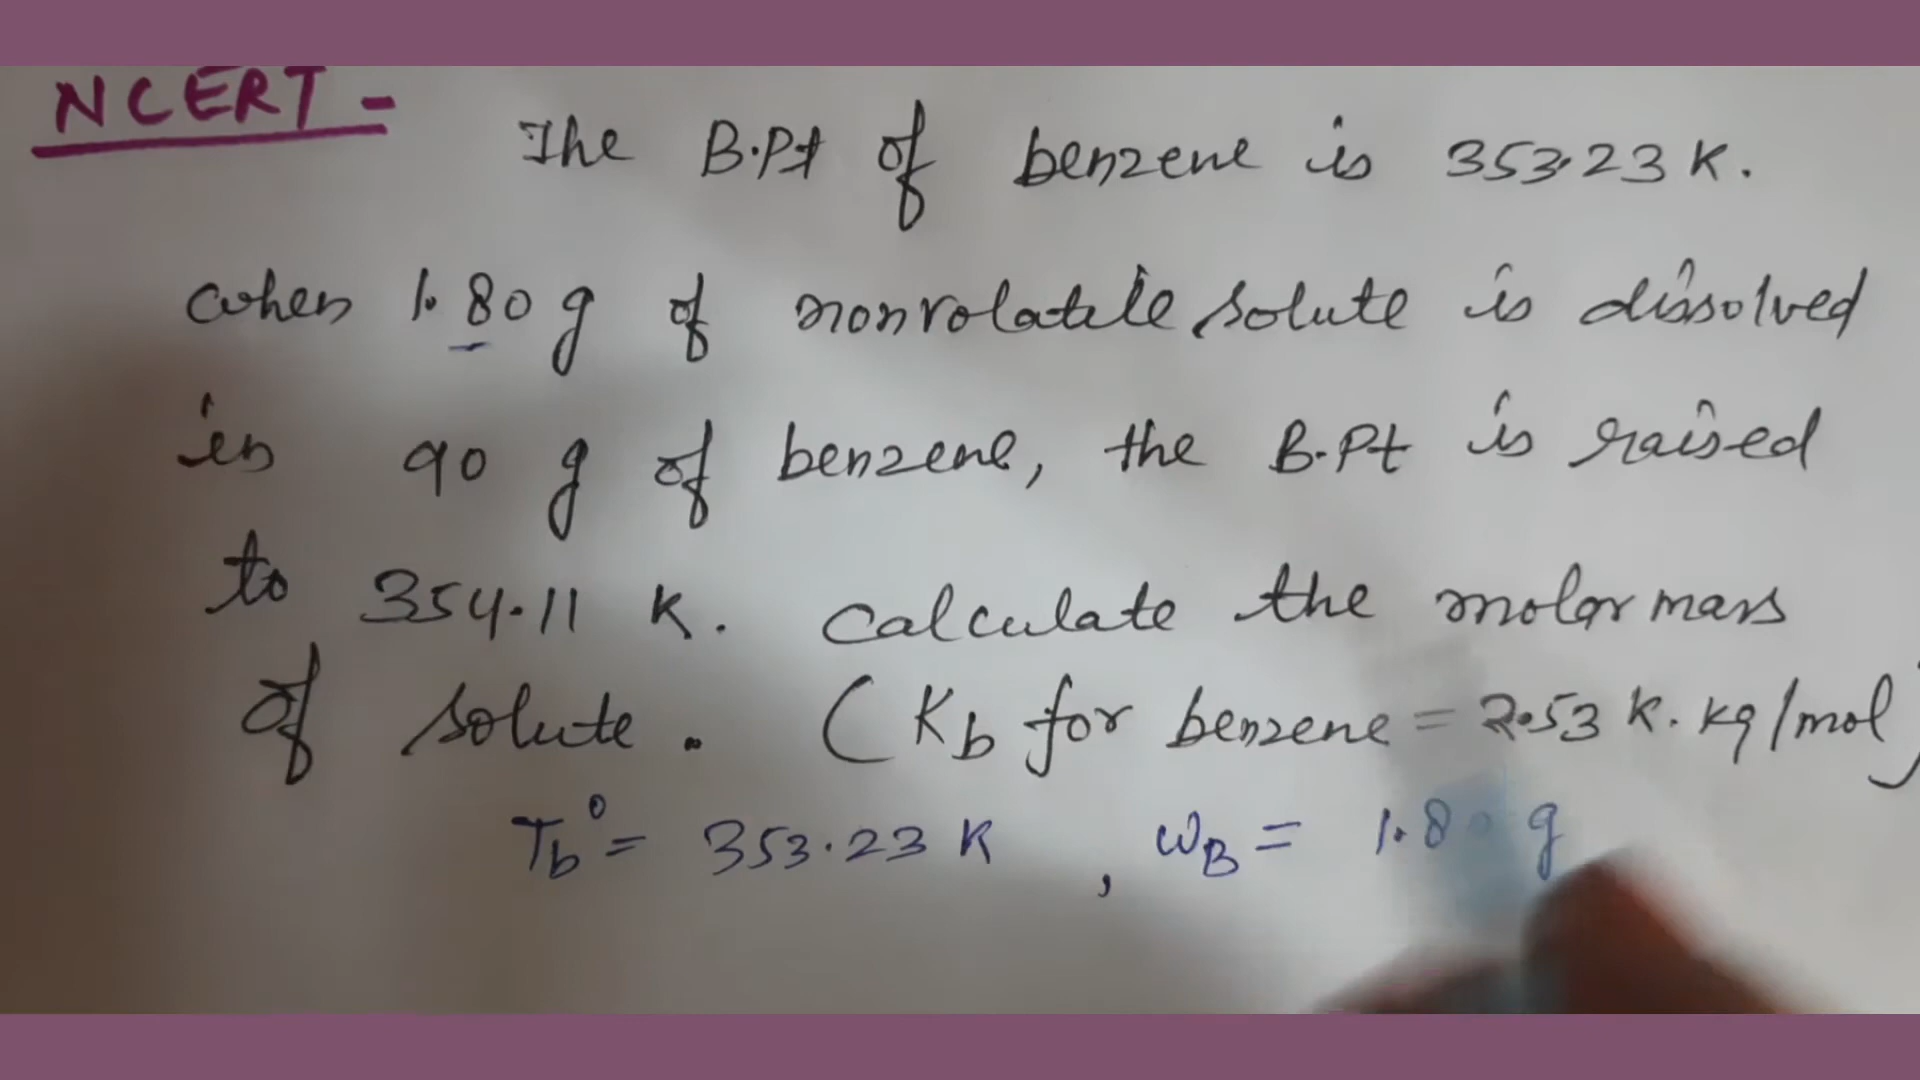 NCERT -
The B.Pt of benzene is 353.23 K.
when 1.80 g of nonvolatile solute is dissolved
in 90 g of benzene, the B.Pt is raised
to 354.11 K. Calculate the molar mass
of solute. (Kb for benzene = 2.53 K. kg/mol)
Tb° = 353.23 K , wB = 1.80 g